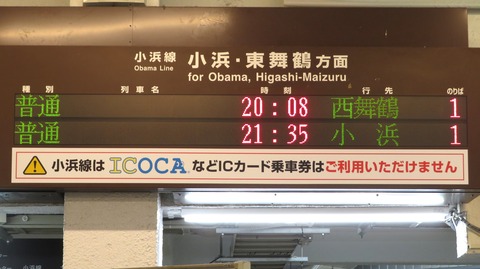 小浜線 小浜・東舞鶴方面
Obama Line for Obama, Higashi-Maizuru
種別 列車名 時刻 行先 のりば
普通 20:08 西舞鶴 1
普通 21:35 小浜 1
小浜線は ICOCA などICカード乗車券はご利用いただけません
小浜線